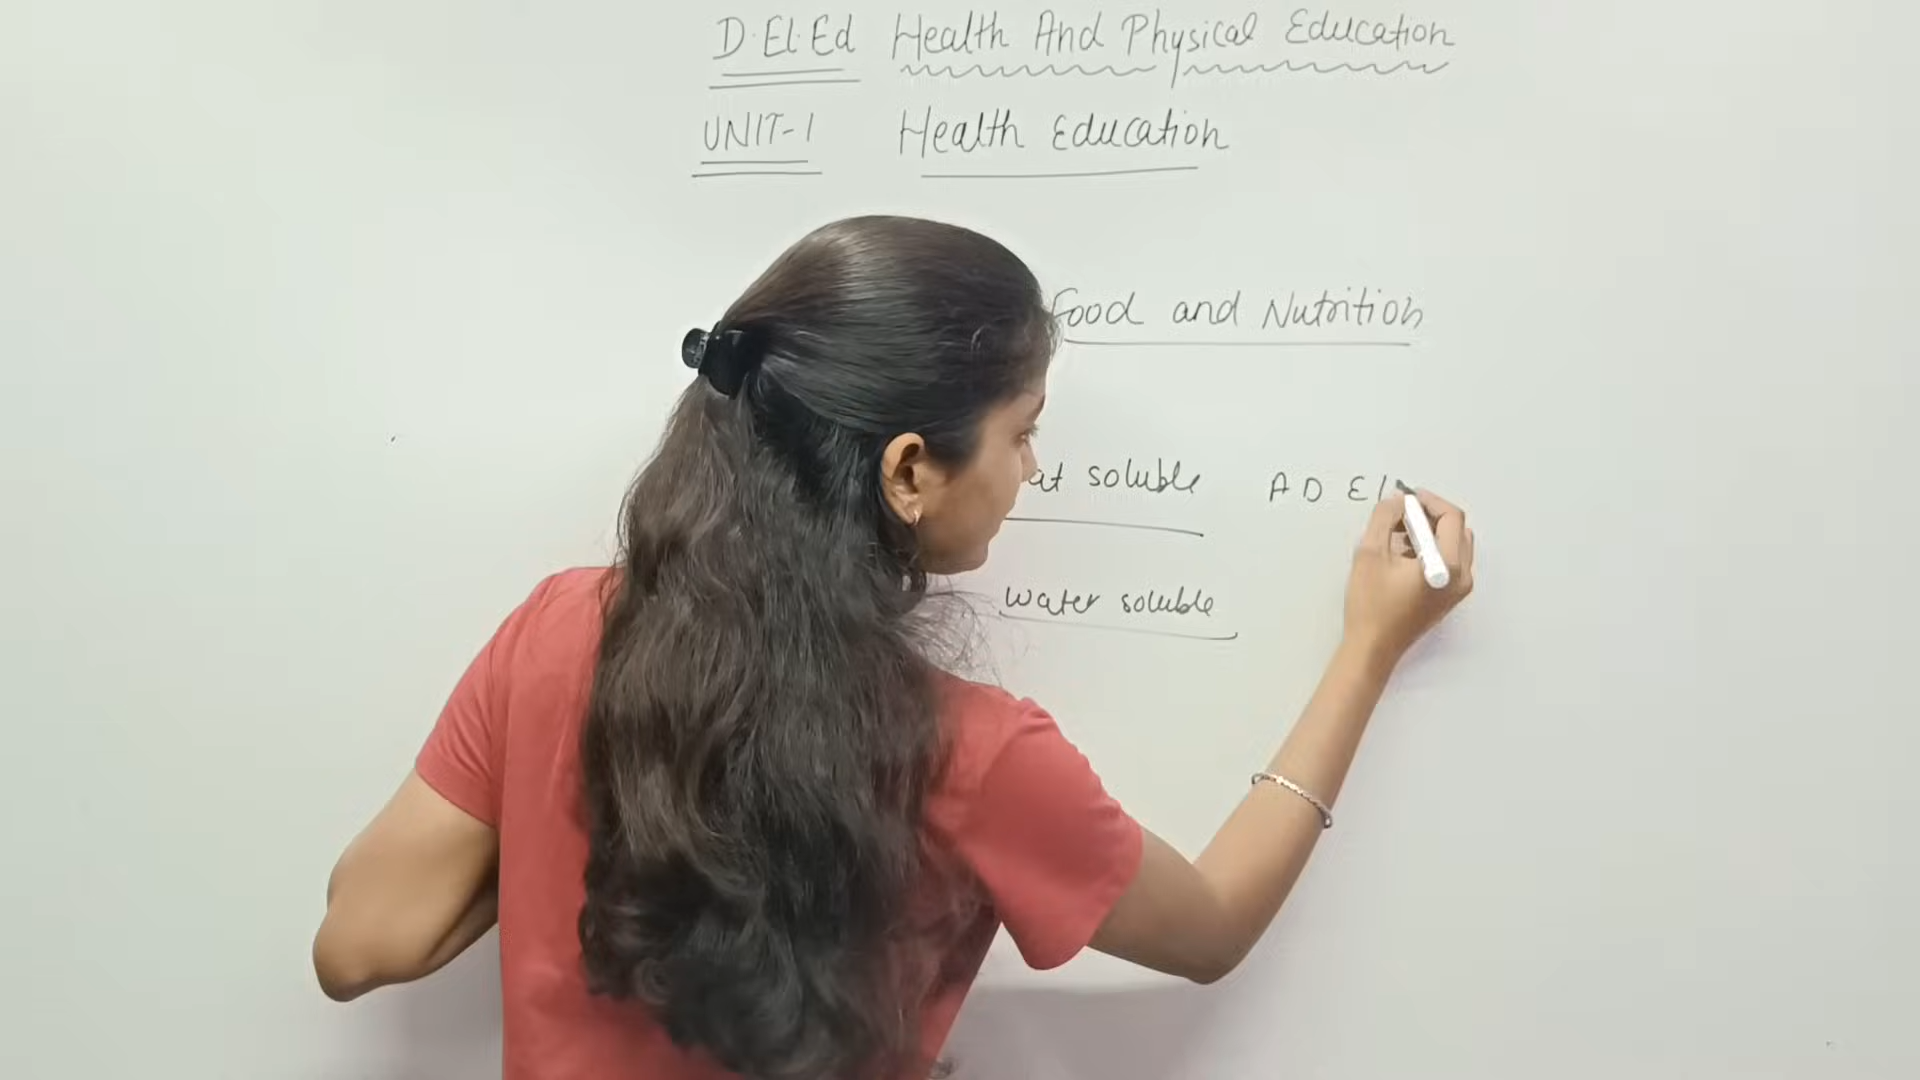 D.El.Ed Health And Physical Education
UNIT-1 Health Education
Food and Nutrition
at soluble A D E
water soluble